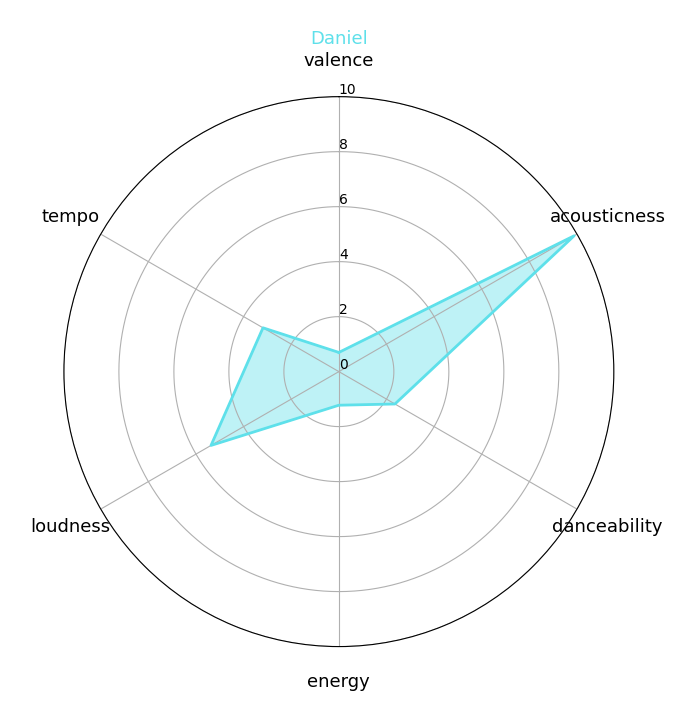 Daniel
valence
10
8
acousticness
tempo
6
4
2
0
loudness
danceability
energy